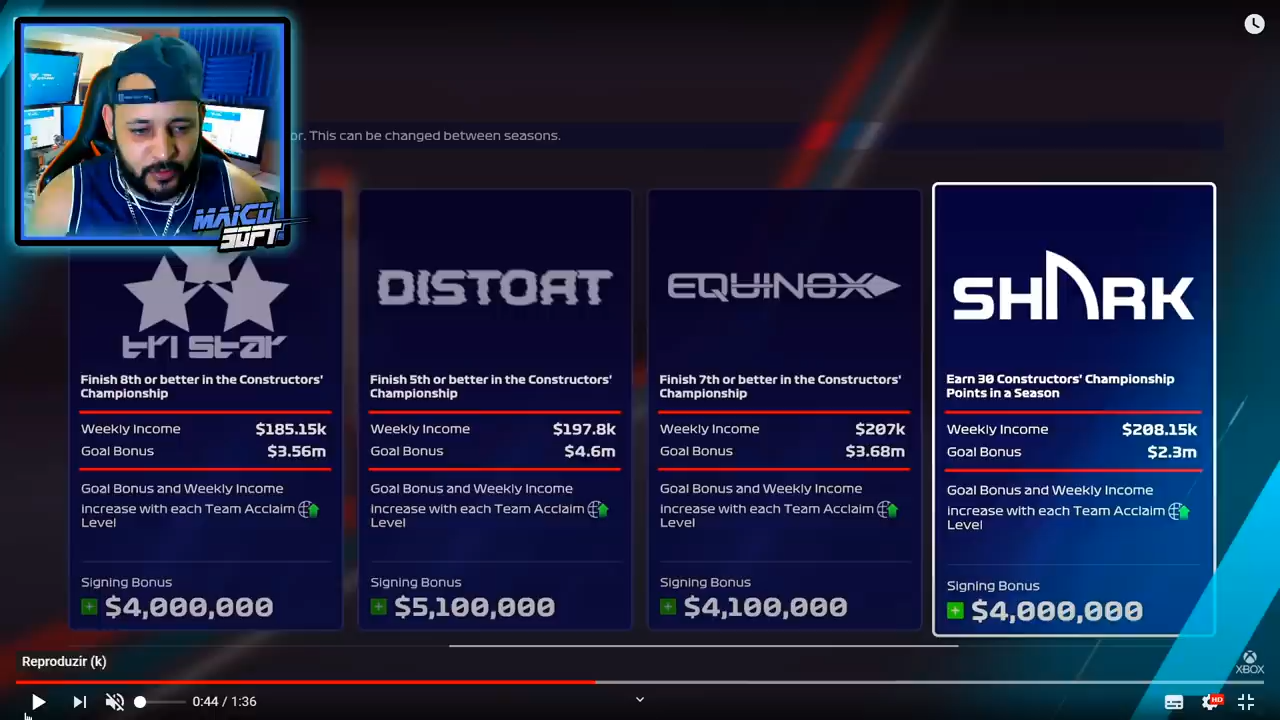 or. This can be changed between seasons.
MAICO
SOFT
trI Star
DISTORT
EQUINOX
SHARK
Finish 8th or better in the Constructors'
Championship
Weekly Income $185.15k
Goal Bonus $3.56m
Goal Bonus and Weekly Income
increase with each Team Acclaim
Level
Signing Bonus
+ $4,000,000
Finish 5th or better in the Constructors'
Championship
Weekly Income $197.8k
Goal Bonus $4.6m
Goal Bonus and Weekly Income
increase with each Team Acclaim
Level
Signing Bonus
+ $5,100,000
Finish 7th or better in the Constructors'
Championship
Weekly Income $207k
Goal Bonus $3.68m
Goal Bonus and Weekly Income
increase with each Team Acclaim
Level
Signing Bonus
+ $4,100,000
Earn 30 Constructors' Championship
Points in a Season
Weekly Income $208.15k
Goal Bonus $2.3m
Goal Bonus and Weekly Income
increase with each Team Acclaim
Level
Signing Bonus
+ $4,000,000
Reproduzir (k)
XBOX
0:44 / 1:36
HD